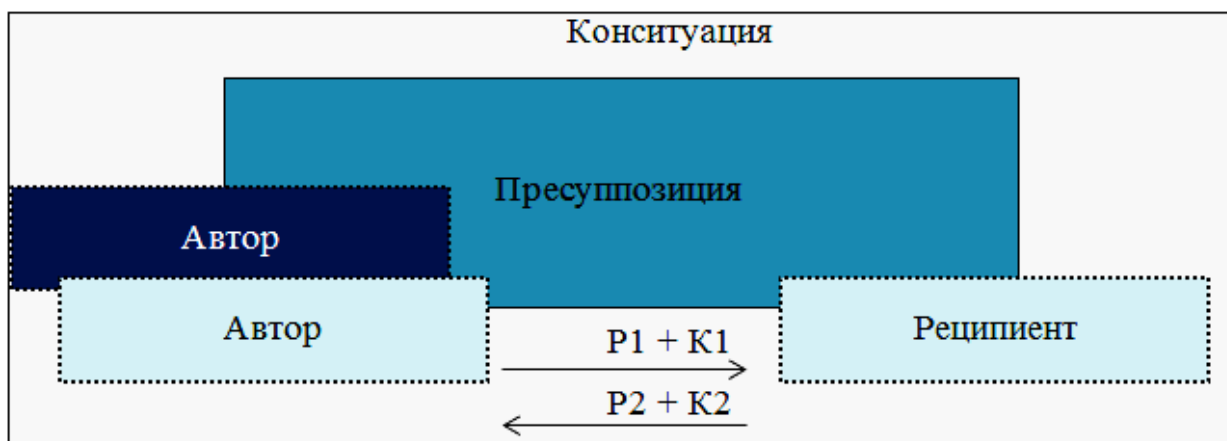 Конситуация
Пресуппозиция
Автор
Автор
Реципиент
Р1 + К1
Р2 + К2